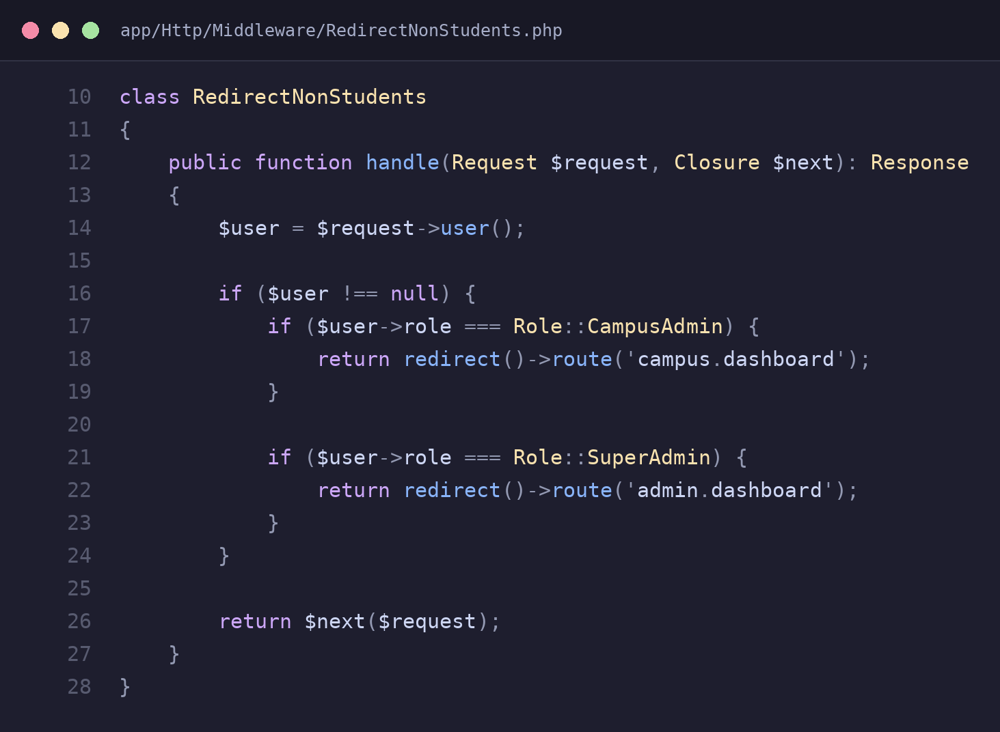 app/Http/Middleware/RedirectNonStudents.php
10 class RedirectNonStudents
11 {
12     public function handle(Request $request, Closure $next): Response
13     {
14         $user = $request->user();
15
16         if ($user !== null) {
17             if ($user->role === Role::CampusAdmin) {
18                 return redirect()->route('campus.dashboard');
19             }
20
21             if ($user->role === Role::SuperAdmin) {
22                 return redirect()->route('admin.dashboard');
23             }
24         }
25
26         return $next($request);
27     }
28 }